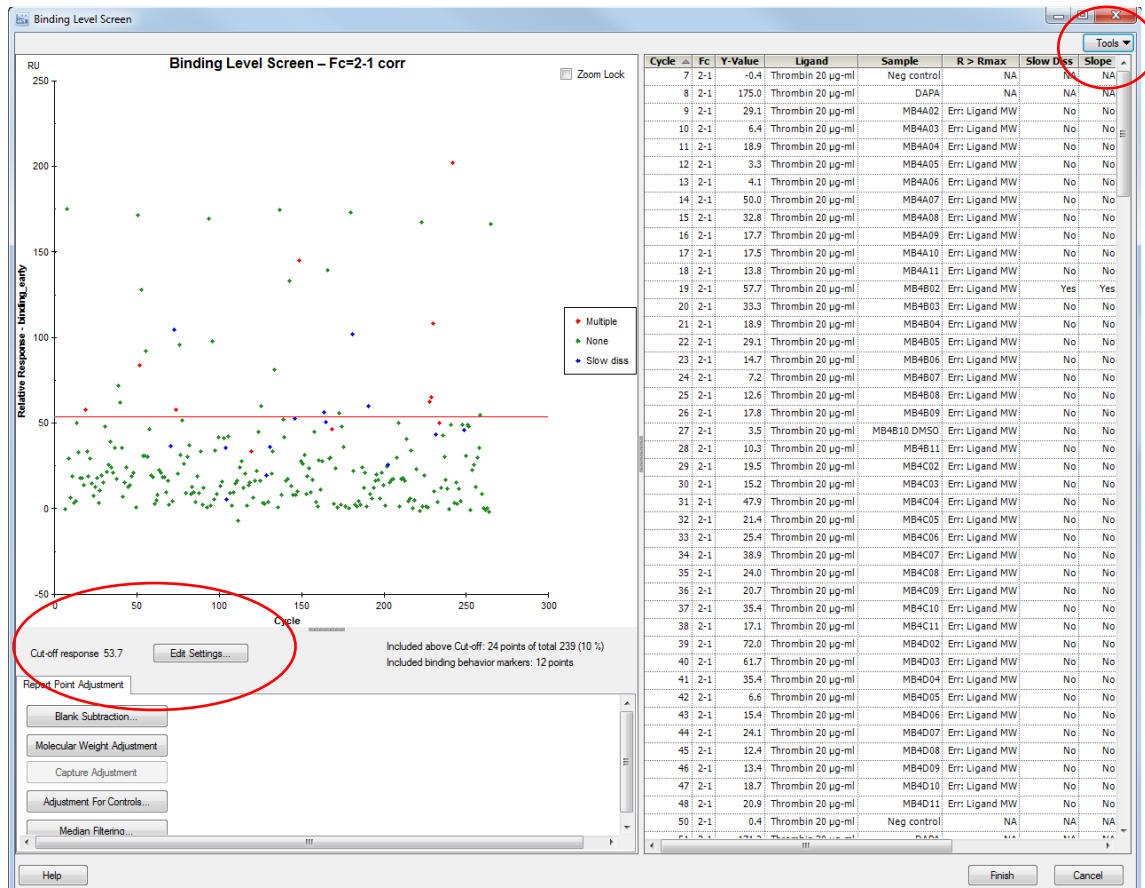 Binding Level Screen
Tools
Binding Level Screen – Fc=2-1 corr
RU
Zoom Lock
250
200
150
100
50
0
-50
Relative Response - binding_early
0 50 100 150 200 250 300
Cycle
Multiple
None
Slow diss
Cut-off response 53.7
Edit Settings...
Included above Cut-off: 24 points of total 239 (10 %)
Included binding behavior markers: 12 points
Report Point Adjustment
Blank Subtraction...
Molecular Weight Adjustment
Capture Adjustment
Adjustment For Controls...
Median Filtering...
Cycle Fc Y-Value Ligand Sample R > Rmax Slow Diss Slope
7 2-1 -0.4 Thrombin 20 µg-ml Neg control NA NA NA
8 2-1 175.0 Thrombin 20 µg-ml DAPA NA NA NA
9 2-1 29.1 Thrombin 20 µg-ml MB4A02 Err: Ligand MW No No
10 2-1 6.4 Thrombin 20 µg-ml MB4A03 Err: Ligand MW No No
11 2-1 18.9 Thrombin 20 µg-ml MB4A04 Err: Ligand MW No No
12 2-1 3.3 Thrombin 20 µg-ml MB4A05 Err: Ligand MW No No
13 2-1 4.1 Thrombin 20 µg-ml MB4A06 Err: Ligand MW No No
14 2-1 50.0 Thrombin 20 µg-ml MB4A07 Err: Ligand MW No No
15 2-1 32.8 Thrombin 20 µg-ml MB4A08 Err: Ligand MW No No
16 2-1 17.7 Thrombin 20 µg-ml MB4A09 Err: Ligand MW No No
17 2-1 17.5 Thrombin 20 µg-ml MB4A10 Err: Ligand MW No No
18 2-1 13.8 Thrombin 20 µg-ml MB4A11 Err: Ligand MW No No
19 2-1 57.7 Thrombin 20 µg-ml MB4B02 Err: Ligand MW Yes Yes
20 2-1 33.3 Thrombin 20 µg-ml MB4B03 Err: Ligand MW No No
21 2-1 18.9 Thrombin 20 µg-ml MB4B04 Err: Ligand MW No No
22 2-1 29.1 Thrombin 20 µg-ml MB4B05 Err: Ligand MW No No
23 2-1 14.7 Thrombin 20 µg-ml MB4B06 Err: Ligand MW No No
24 2-1 7.2 Thrombin 20 µg-ml MB4B07 Err: Ligand MW No No
25 2-1 12.6 Thrombin 20 µg-ml MB4B08 Err: Ligand MW No No
26 2-1 17.8 Thrombin 20 µg-ml MB4B09 Err: Ligand MW No No
27 2-1 3.5 Thrombin 20 µg-ml MB4B10 DMSO Err: Ligand MW No No
28 2-1 10.3 Thrombin 20 µg-ml MB4B11 Err: Ligand MW No No
29 2-1 19.5 Thrombin 20 µg-ml MB4C02 Err: Ligand MW No No
30 2-1 15.2 Thrombin 20 µg-ml MB4C03 Err: Ligand MW No No
31 2-1 47.9 Thrombin 20 µg-ml MB4C04 Err: Ligand MW No No
32 2-1 21.4 Thrombin 20 µg-ml MB4C05 Err: Ligand MW No No
33 2-1 25.4 Thrombin 20 µg-ml MB4C06 Err: Ligand MW No No
34 2-1 38.9 Thrombin 20 µg-ml MB4C07 Err: Ligand MW No No
35 2-1 24.0 Thrombin 20 µg-ml MB4C08 Err: Ligand MW No No
36 2-1 20.7 Thrombin 20 µg-ml MB4C09 Err: Ligand MW No No
37 2-1 35.4 Thrombin 20 µg-ml MB4C10 Err: Ligand MW No No
38 2-1 17.1 Thrombin 20 µg-ml MB4C11 Err: Ligand MW No No
39 2-1 72.0 Thrombin 20 µg-ml MB4D02 Err: Ligand MW No No
40 2-1 61.7 Thrombin 20 µg-ml MB4D03 Err: Ligand MW No No
41 2-1 35.4 Thrombin 20 µg-ml MB4D04 Err: Ligand MW No No
42 2-1 6.6 Thrombin 20 µg-ml MB4D05 Err: Ligand MW No No
43 2-1 15.4 Thrombin 20 µg-ml MB4D06 Err: Ligand MW No No
44 2-1 24.1 Thrombin 20 µg-ml MB4D07 Err: Ligand MW No No
45 2-1 12.4 Thrombin 20 µg-ml MB4D08 Err: Ligand MW No No
46 2-1 13.4 Thrombin 20 µg-ml MB4D09 Err: Ligand MW No No
47 2-1 18.7 Thrombin 20 µg-ml MB4D10 Err: Ligand MW No No
48 2-1 20.9 Thrombin 20 µg-ml MB4D11 Err: Ligand MW No No
50 2-1 0.4 Thrombin 20 µg-ml Neg control NA NA NA
Help
Finish
Cancel